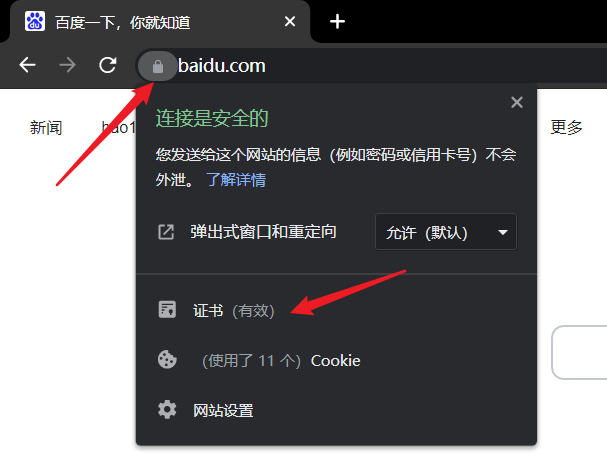 百度一下，你就知道
baidu.com
新闻
更多
连接是安全的
您发送给这个网站的信息（例如密码或信用卡号）不会
外泄。 了解详情
弹出式窗口和重定向 允许（默认）
证书（有效）
（使用了 11 个）Cookie
网站设置